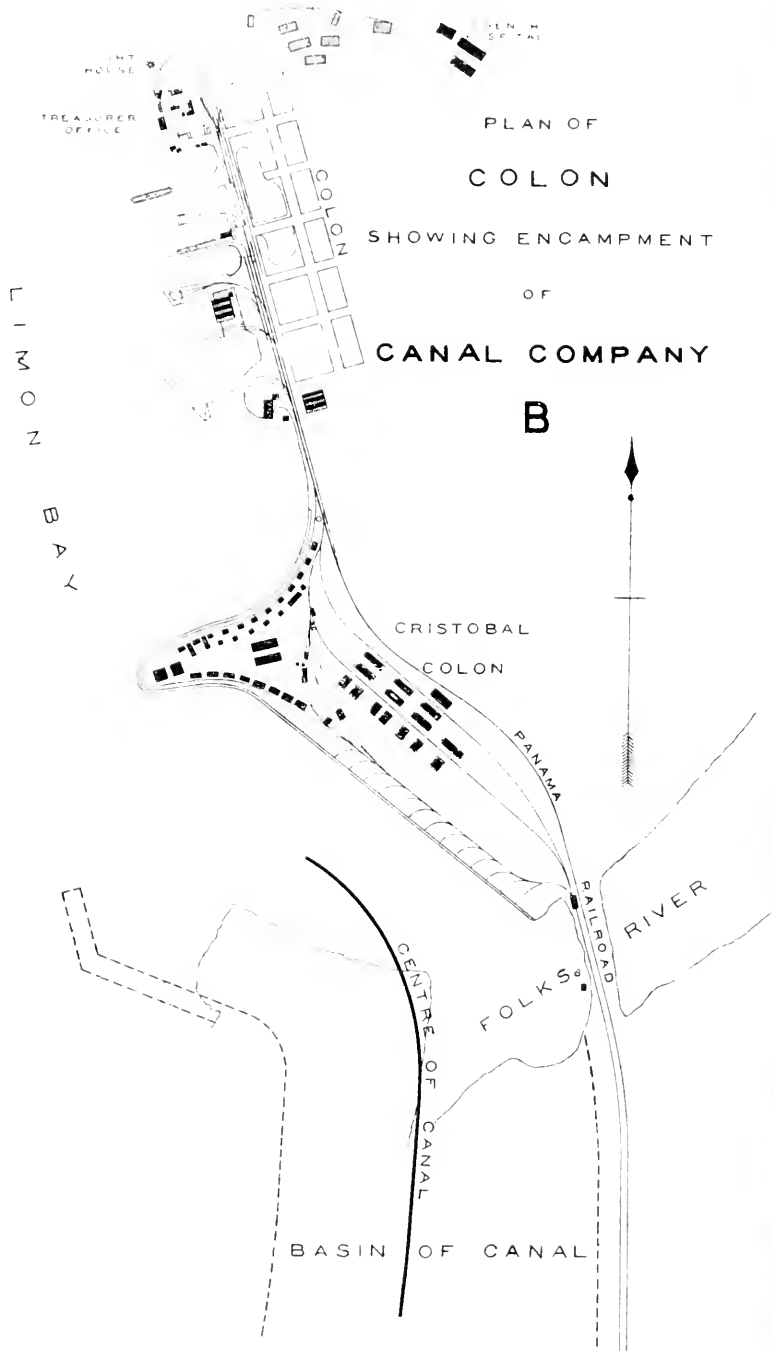 HOUSE
TREASURER
OFFICE
PLAN OF
COLON
SHOWING ENCAMPMENT
OF
CANAL COMPANY
B
COLON
LIMON BAY
CRISTOBAL
COLON
PANAMA RAILROAD
FOLKS RIVER
CENTRE OF CANAL
BASIN OF CANAL